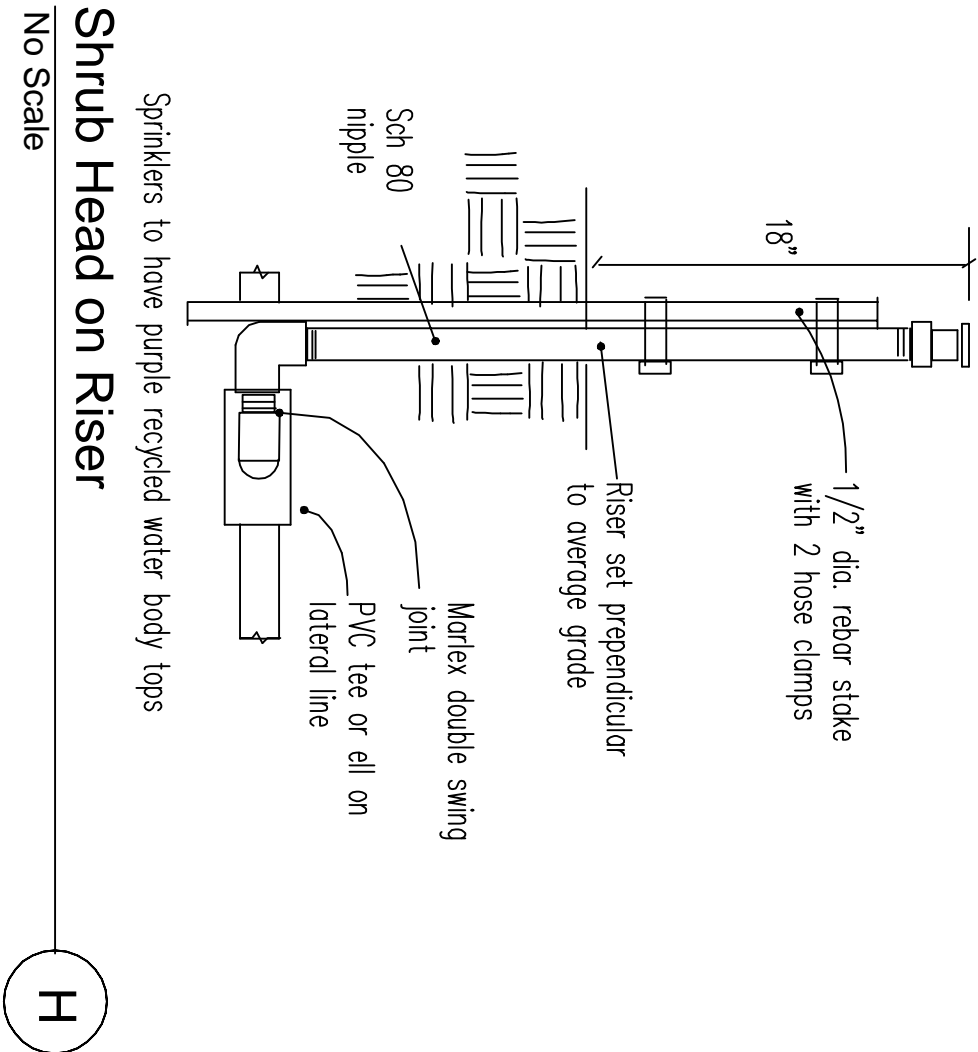 18"
1/2" dia. rebar stake
with 2 hose clamps
Riser set prependicular
to average grade
Sch 80
nipple
Marlex double swing
joint
PVC tee or ell on
lateral line
Sprinklers to have purple recycled water body tops
Shrub Head on Riser
No Scale
H